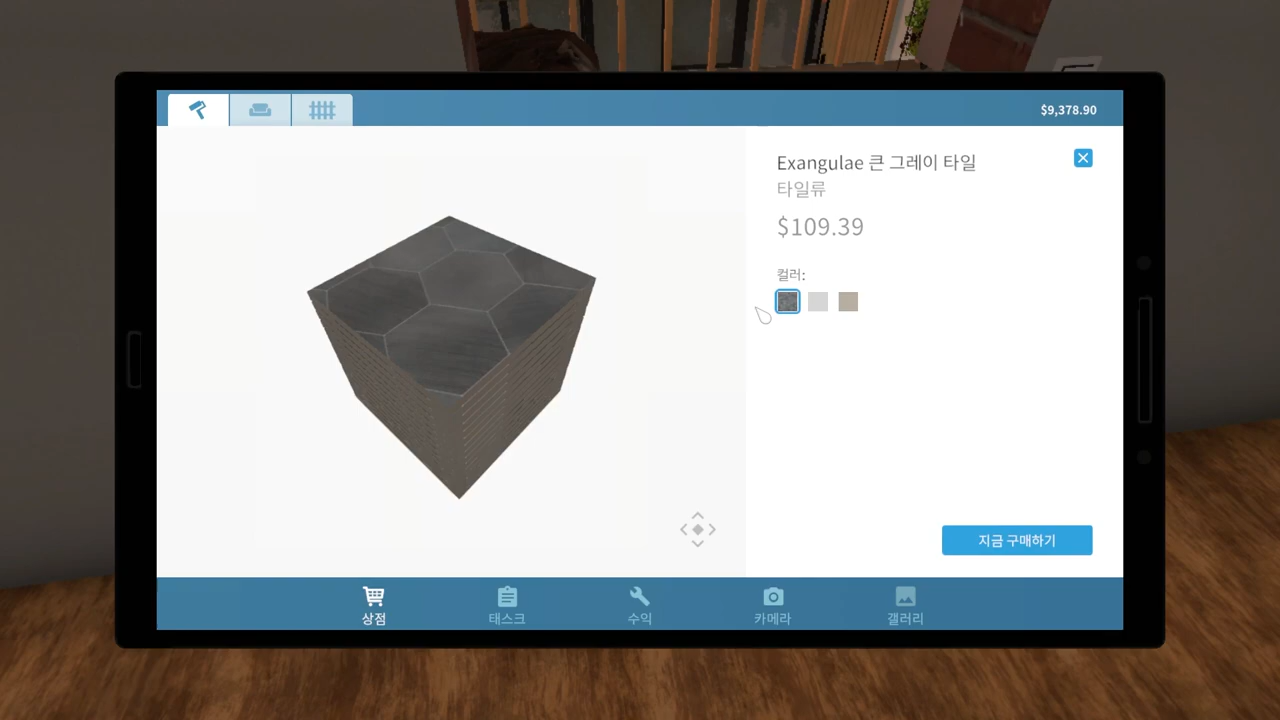 $9,378.90
Exangulae 큰 그레이 타일
타일류
$109.39
컬러:
지금 구매하기
상점
태스크
수익
카메라
갤러리